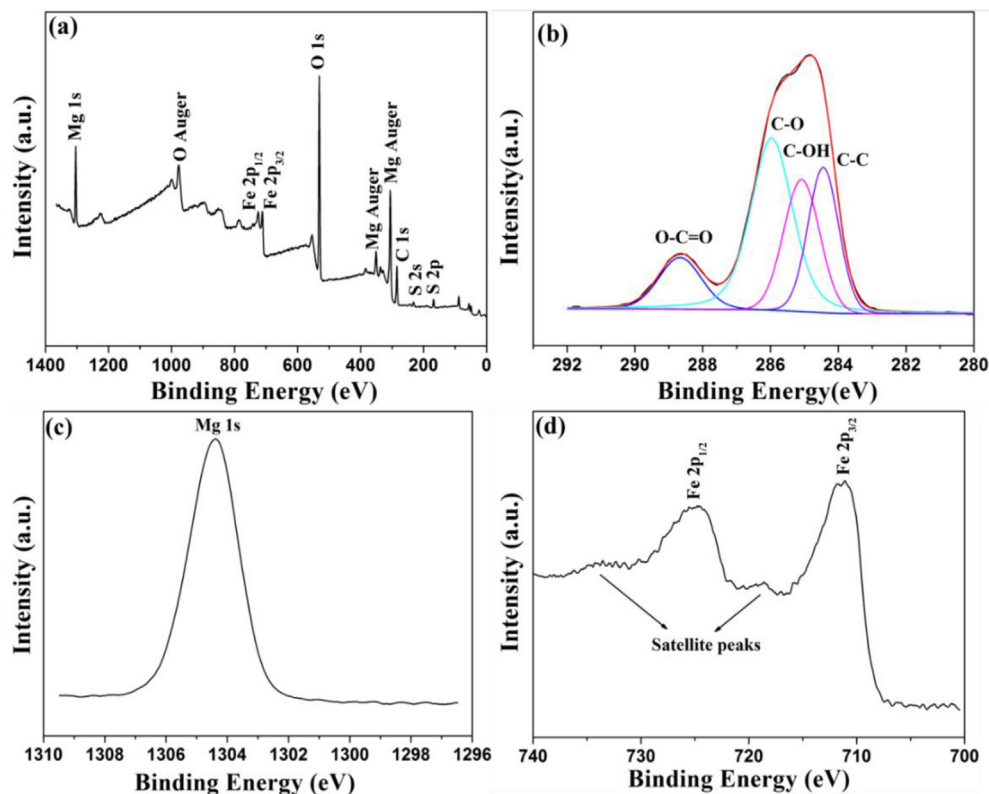 (a)
Mg 1s
O Auger
Fe 2p1/2
Fe 2p3/2
O 1s
Mg Auger
Mg Auger
C 1s
S 2s
S 2p
Intensity (a.u.)
1400 1200 1000 800 600 400 200 0
Binding Energy (eV)
(b)
C-O
C-OH
C-C
O-C=O
Intensity(a.u.)
292 290 288 286 284 282 280
Binding Energy(eV)
(c)
Mg 1s
Intensity (a.u.)
1310 1308 1306 1304 1302 1300 1298 1296
Binding Energy (eV)
(d)
Fe 2p1/2
Fe 2p3/2
Satellite peaks
Intensity (a.u.)
740 730 720 710 700
Binding Energy (eV)